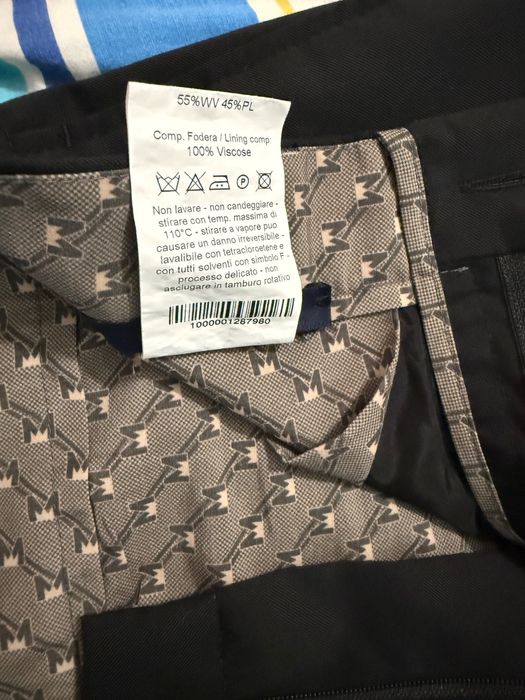 55%WV 45%PL
Comp. Fodera / Lining comp:
100% Viscose
Non lavare - non candeggiare -
stirare con temp. massima di
110°C - stirare a vapore può
causare un danno irreversibile -
lavabile con tetracloroetene e
con tutti solventi con simbolo F -
processo delicato - non
asciugare in tamburo rotativo
1000001287980